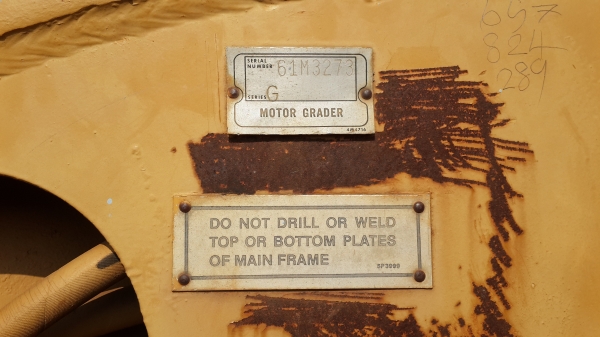 657
824
289
SERIAL
NUMBER 61M3273
SERIES G
MOTOR GRADER
DO NOT DRILL OR WELD
TOP OR BOTTOM PLATES
OF MAIN FRAME